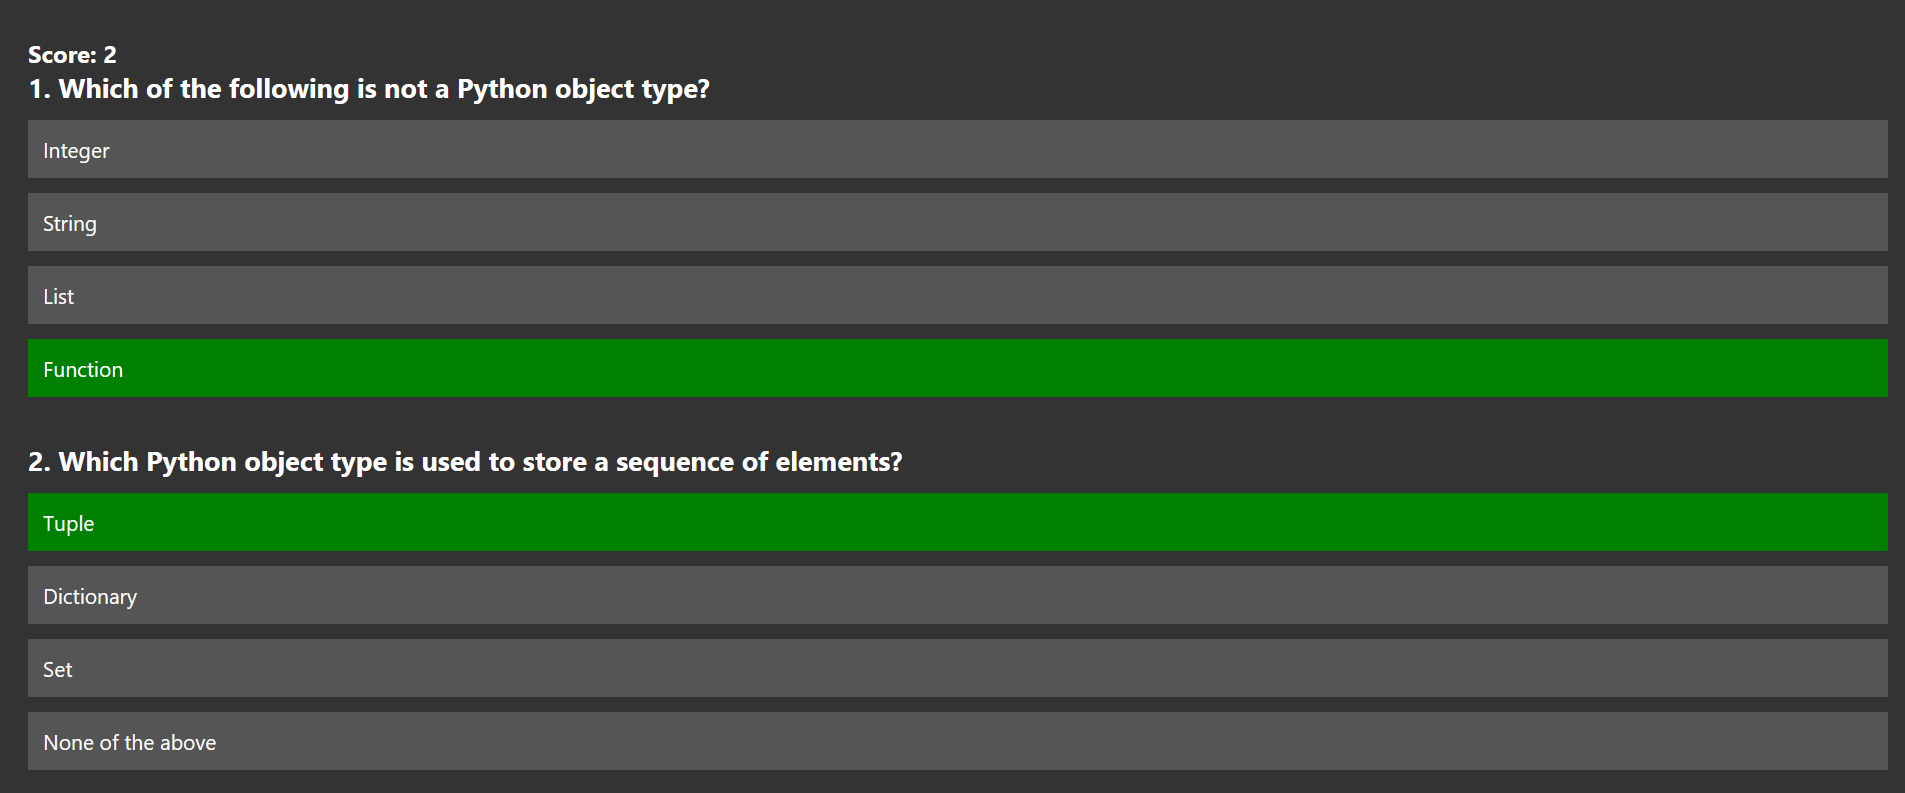 Score: 2
1. Which of the following is not a Python object type?
Integer
String
List
Function
2. Which Python object type is used to store a sequence of elements?
Tuple
Dictionary
Set
None of the above